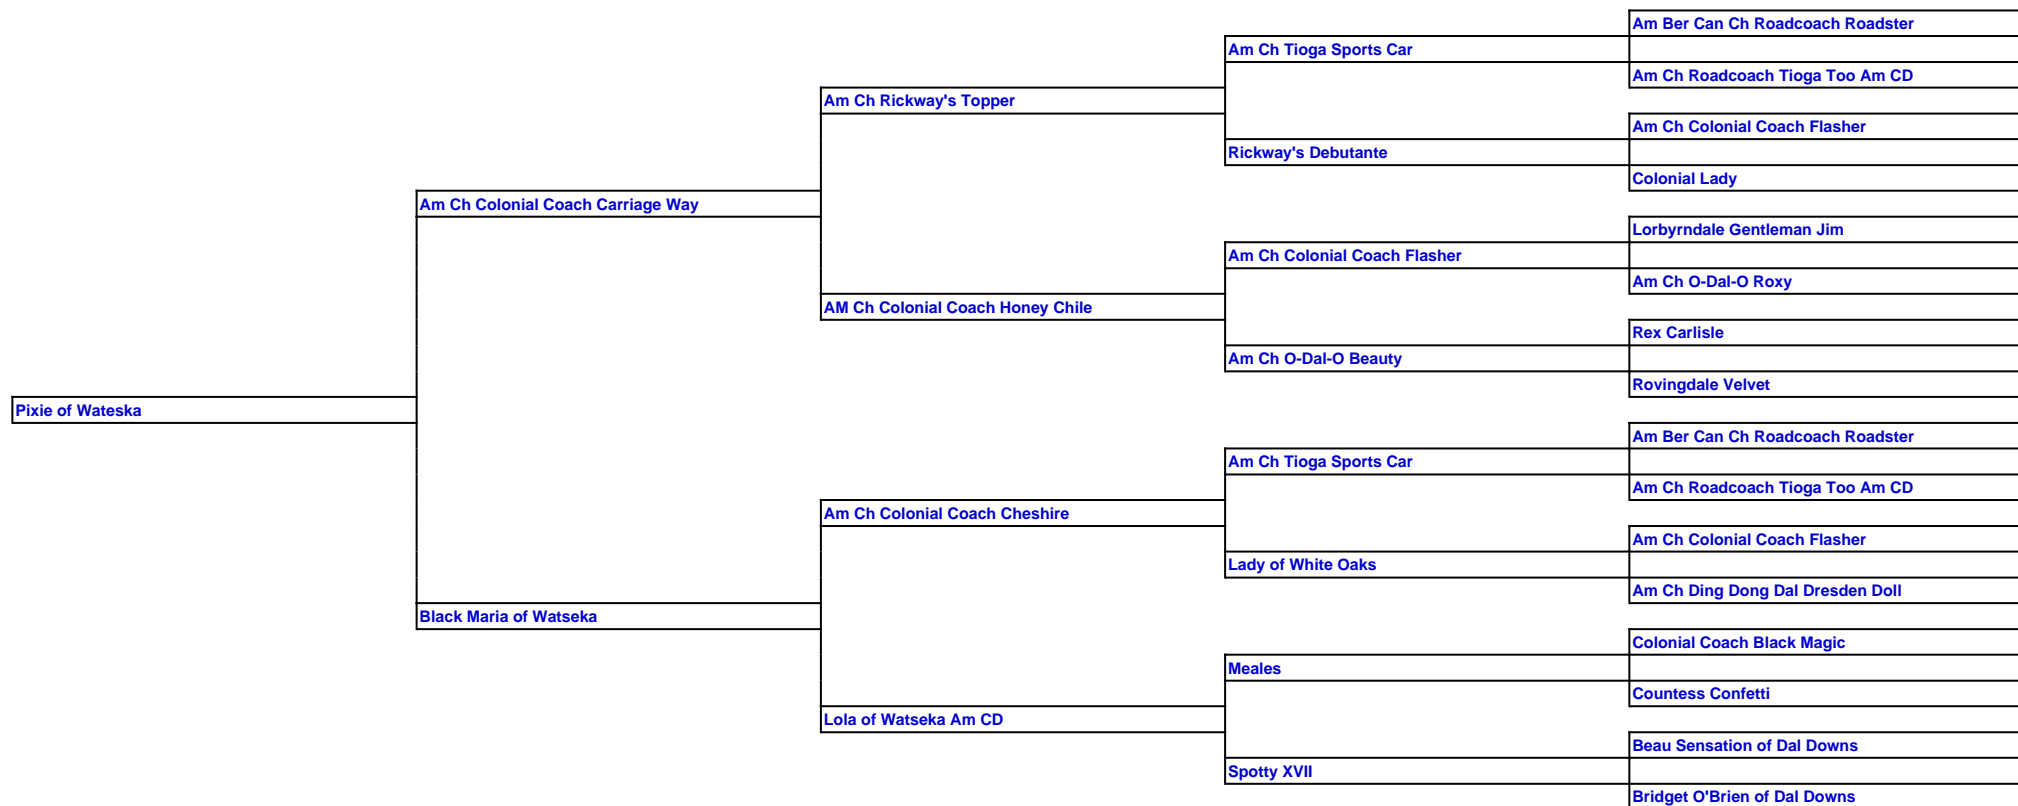 Am Ber Can Ch Roadcoach Roadster
Am Ch Tioga Sports Car
Am Ch Roadcoach Tioga Too Am CD
Am Ch Rickway's Topper
Am Ch Colonial Coach Flasher
Rickway's Debutante
Colonial Lady
Am Ch Colonial Coach Carriage Way
Lorbyrndale Gentleman Jim
Am Ch Colonial Coach Flasher
Am Ch O-Dal-O Roxy
AM Ch Colonial Coach Honey Chile
Rex Carlisle
Am Ch O-Dal-O Beauty
Rovingdale Velvet
Pixie of Wateska
Am Ber Can Ch Roadcoach Roadster
Am Ch Tioga Sports Car
Am Ch Roadcoach Tioga Too Am CD
Am Ch Colonial Coach Cheshire
Am Ch Colonial Coach Flasher
Lady of White Oaks
Am Ch Ding Dong Dal Dresden Doll
Black Maria of Watseka
Colonial Coach Black Magic
Meales
Countess Confetti
Lola of Watseka Am CD
Beau Sensation of Dal Downs
Spotty XVII
Bridget O'Brien of Dal Downs